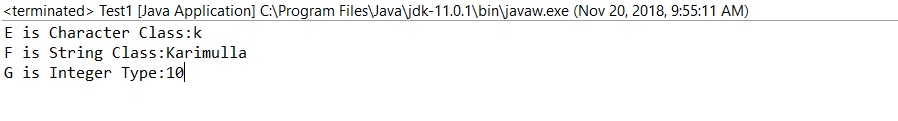 <terminated> Test1 [Java Application] C:\Program Files\Java\jdk-11.0.1\bin\javaw.exe (Nov 20, 2018, 9:55:11 AM)
E is Character Class:k
F is String Class:Karimulla
G is Integer Type:10